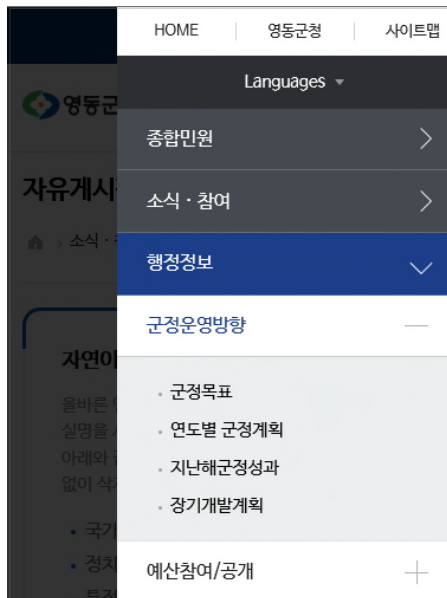 HOME
영동군청
사이트맵
Languages
영동군
종합민원
자유게시
소식 · 참여
소식 ·
행정정보
군정운영방향
자연이
군정목표
올바른
연도별 군정계획
실명을
지난해군정성과
아래와
없이 삭
장기개발계획
국가
정치
예산참여/공개